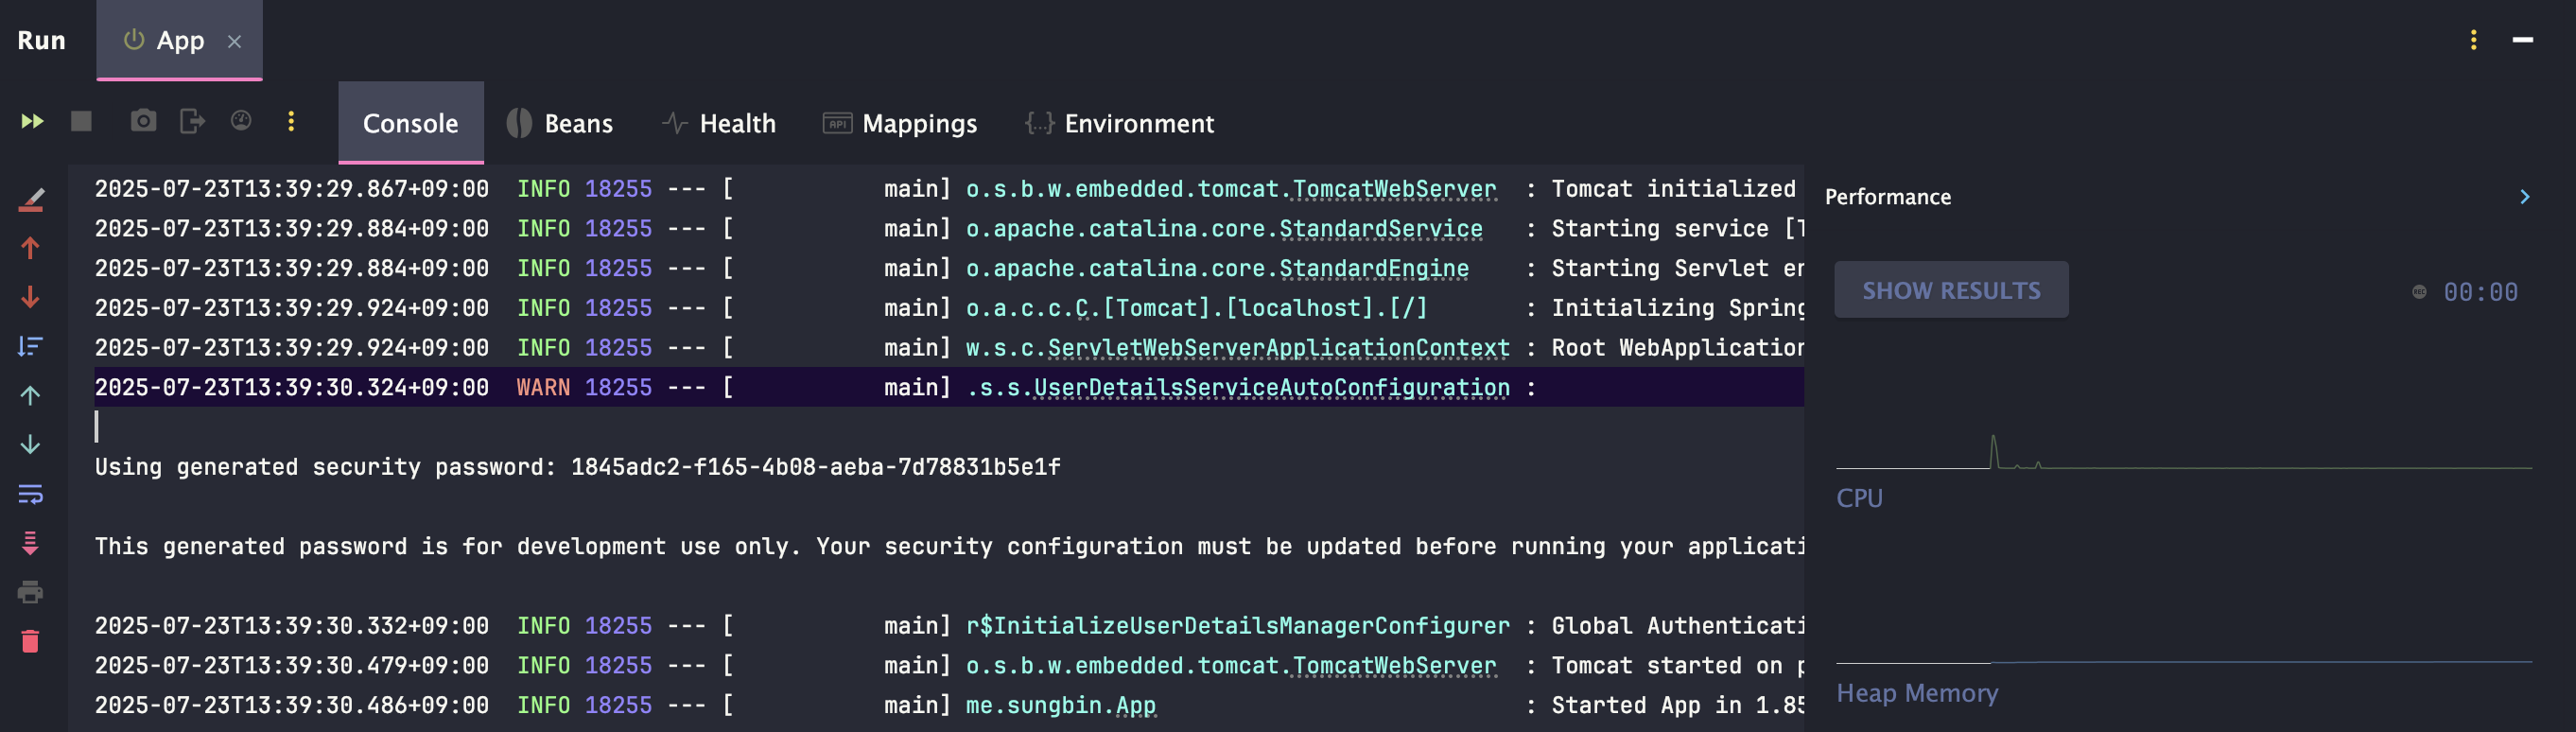 Run App
Console Beans Health Mappings Environment
2025-07-23T13:39:29.867+09:00  INFO 18255 --- [           main] o.s.b.w.embedded.tomcat.TomcatWebServer  : Tomcat initialized
2025-07-23T13:39:29.884+09:00  INFO 18255 --- [           main] o.apache.catalina.core.StandardService   : Starting service [T
2025-07-23T13:39:29.884+09:00  INFO 18255 --- [           main] o.apache.catalina.core.StandardEngine    : Starting Servlet en
2025-07-23T13:39:29.924+09:00  INFO 18255 --- [           main] o.a.c.c.C.[Tomcat].[localhost].[/]       : Initializing Spring
2025-07-23T13:39:29.924+09:00  INFO 18255 --- [           main] w.s.c.ServletWebServerApplicationContext : Root WebApplication
2025-07-23T13:39:30.324+09:00  WARN 18255 --- [           main] .s.s.UserDetailsServiceAutoConfiguration :
Using generated security password: 1845adc2-f165-4b08-aeba-7d78831b5e1f
This generated password is for development use only. Your security configuration must be updated before running your applicati
2025-07-23T13:39:30.332+09:00  INFO 18255 --- [           main] r$InitializeUserDetailsManagerConfigurer : Global Authenticati
2025-07-23T13:39:30.479+09:00  INFO 18255 --- [           main] o.s.b.w.embedded.tomcat.TomcatWebServer  : Tomcat started on p
2025-07-23T13:39:30.486+09:00  INFO 18255 --- [           main] me.sungbin.App                           : Started App in 1.85
Performance
SHOW RESULTS 00:00
CPU
Heap Memory